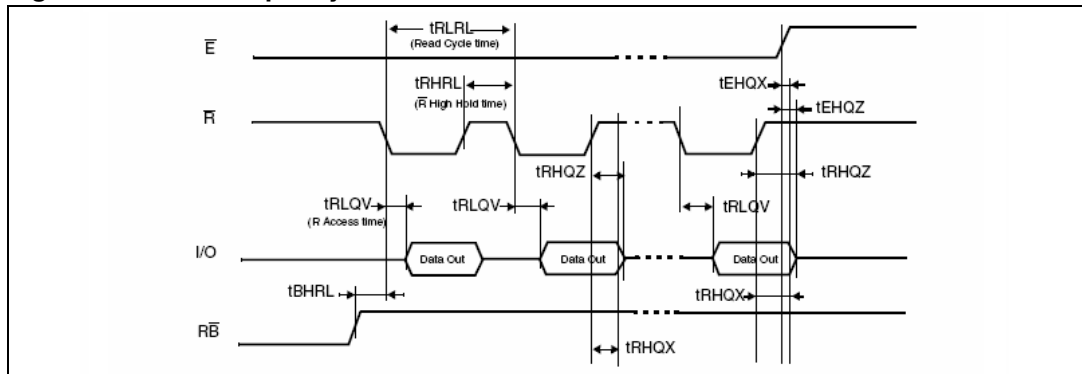 tRLRL
(Read Cycle time)
E
tRHRL
(R High Hold time)
tEHQX
tEHQZ
R
tRHQZ
tRHQZ
tRLQV
(R Access time)
tRLQV
tRLQV
I/O
Data Out
Data Out
Data Out
tBHRL
tRHQX
RB
tRHQX